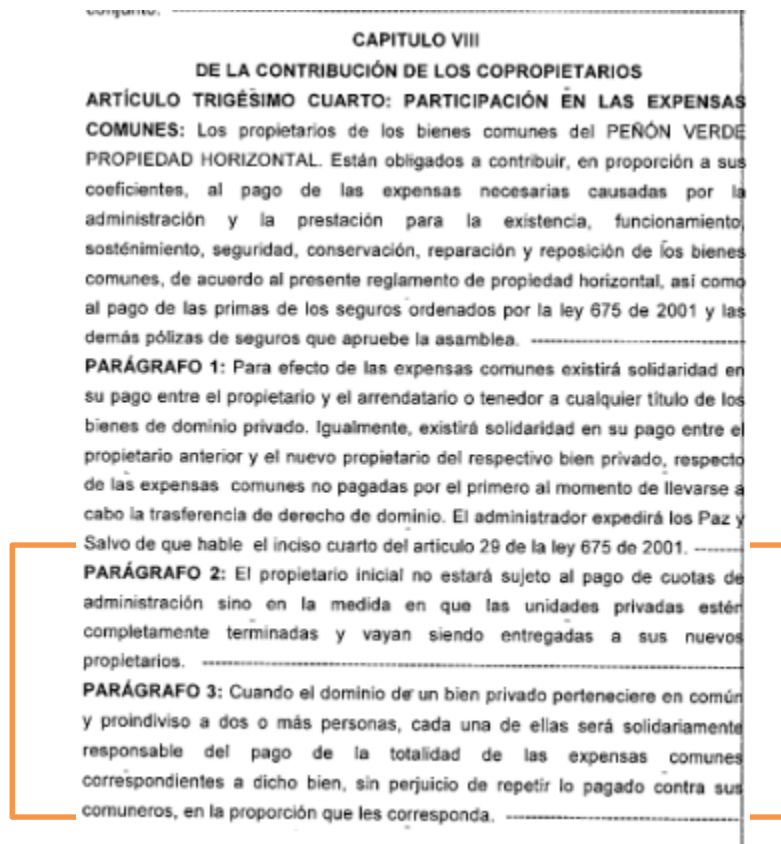 conjunto. ---
CAPITULO VIII
DE LA CONTRIBUCIÓN DE LOS COPROPIETARIOS
ARTÍCULO TRIGÉSIMO CUARTO: PARTICIPACIÓN EN LAS EXPENSAS
COMUNES: Los propietarios de los bienes comunes del PEÑÓN VERDE
PROPIEDAD HORIZONTAL. Están obligados a contribuir, en proporción a sus
coeficientes, al pago de las expensas necesarias causadas por la
administración y la prestación para la existencia, funcionamiento,
sosténimiento, seguridad, conservación, reparación y reposición de los bienes
comunes, de acuerdo al presente reglamento de propiedad horizontal, así como
al pago de las primas de los seguros ordenados por la ley 675 de 2001 y las
demás pólizas de seguros que apruebe la asamblea. ---
PARÁGRAFO 1: Para efecto de las expensas comunes existirá solidaridad en
su pago entre el propietario y el arrendatario o tenedor a cualquier título de los
bienes de dominio privado. Igualmente, existirá solidaridad en su pago entre el
propietario anterior y el nuevo propietario del respectivo bien privado, respecto
de las expensas comunes no pagadas por el primero al momento de llevarse a
cabo la trasferencia de derecho de dominio. El administrador expedirá los Paz y
Salvo de que hable el inciso cuarto del articulo 29 de la ley 675 de 2001. ---
PARÁGRAFO 2: El propietario inicial no estará sujeto al pago de cuotas de
administración sino en la medida en que las unidades privadas estén
completamente terminadas y vayan siendo entregadas a sus nuevos
propietarios. ---
PARÁGRAFO 3: Cuando el dominio de un bien privado perteneciere en común
y proindiviso a dos o más personas, cada una de ellas será solidariamente
responsable del pago de la totalidad de las expensas comunes
correspondientes a dicho bien, sin perjuicio de repetir lo pagado contra sus
comuneros, en la proporción que les corresponda. ---